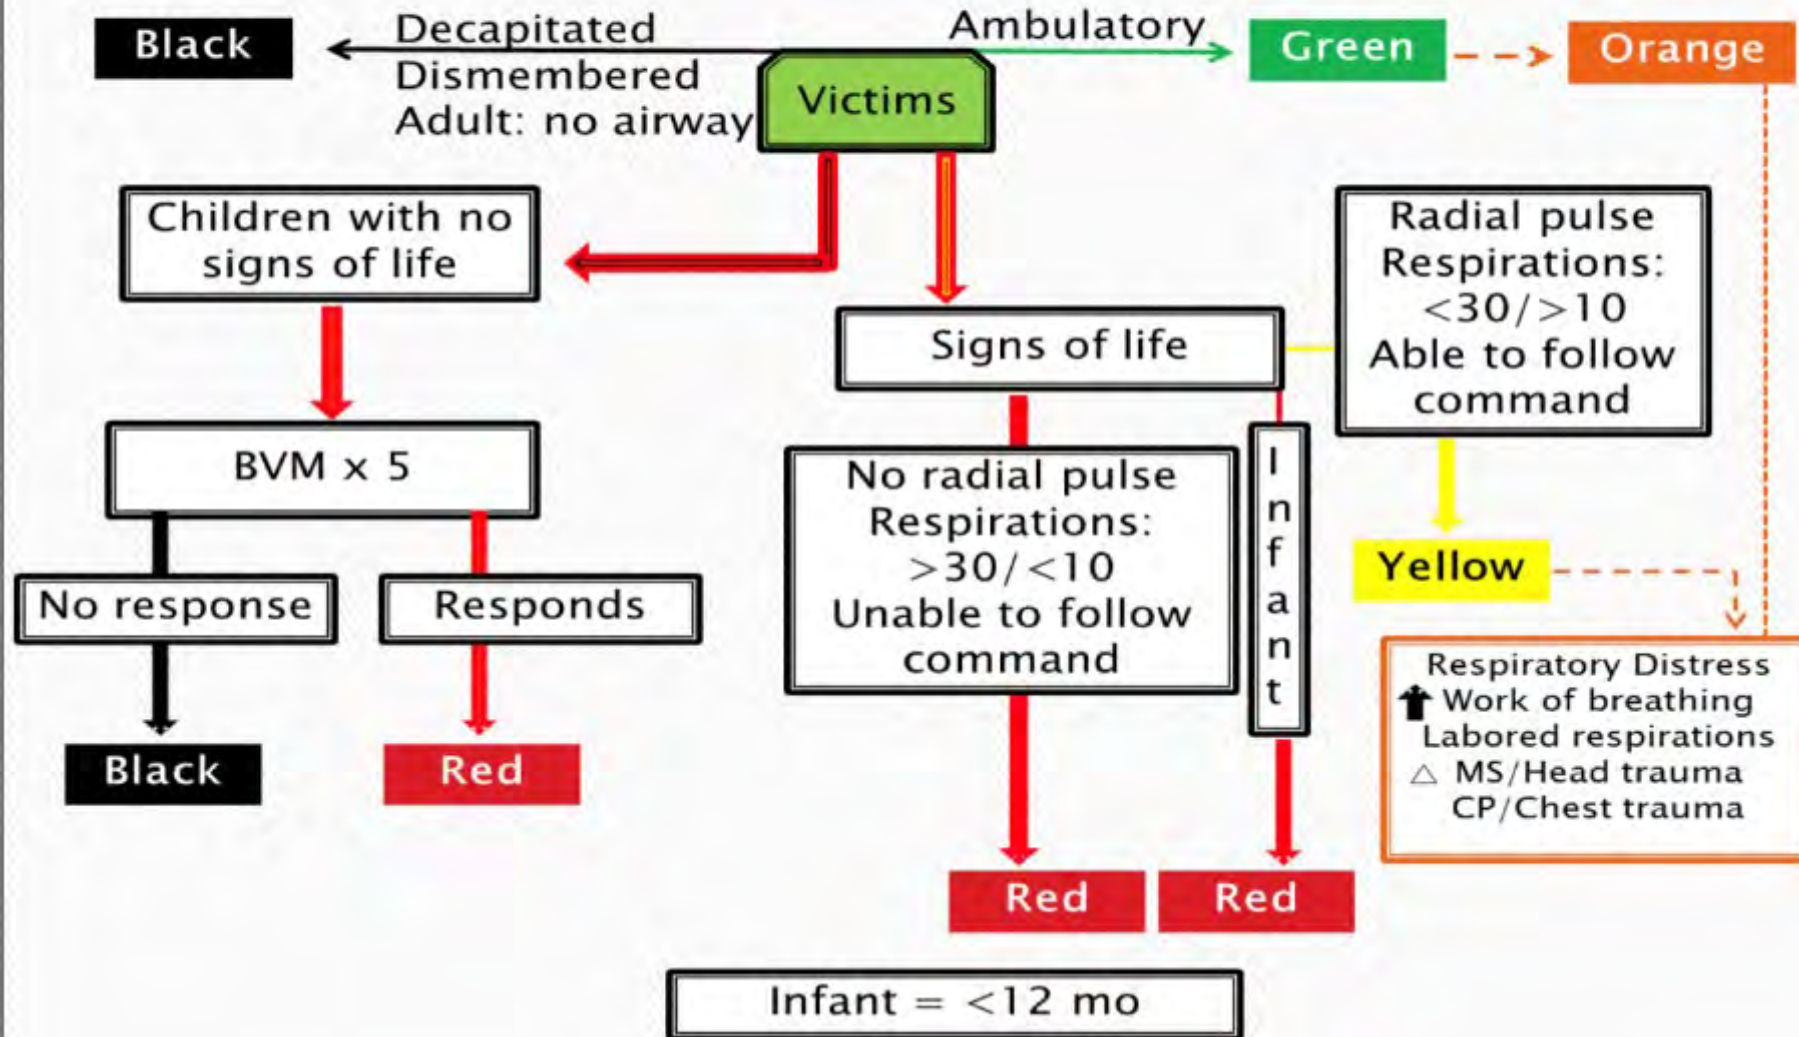 Black
Decapitated
Dismembered
Adult: no airway
Victims
Ambulatory
Green
Orange
Children with no
signs of life
BVM x 5
No response
Responds
Black
Red
Signs of life
No radial pulse
Respirations:
>30/<10
Unable to follow
command
Red
Infant
Red
Radial pulse
Respirations:
<30/>10
Able to follow
command
Yellow
Respiratory Distress
Work of breathing
Labored respirations
△ MS/Head trauma
CP/Chest trauma
Infant = <12 mo